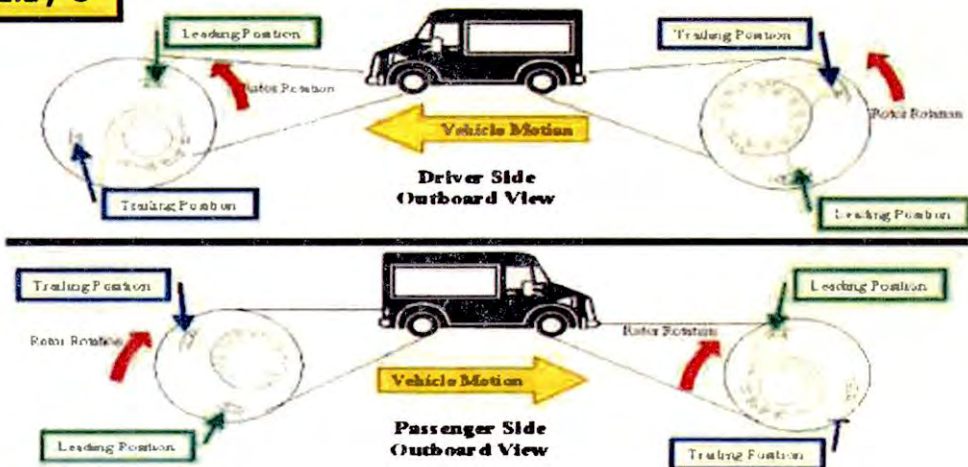 Leading Position
Trailing Position
Rotor Rotation
Rotor Rotation
Vehicle Motion
Driver Side
Outboard View
Trailing Position
Leading Position
Trailing Position
Leading Position
Rotor Rotation
Rotor Rotation
Vehicle Motion
Passenger Side
Outboard View
Leading Position
Trailing Position